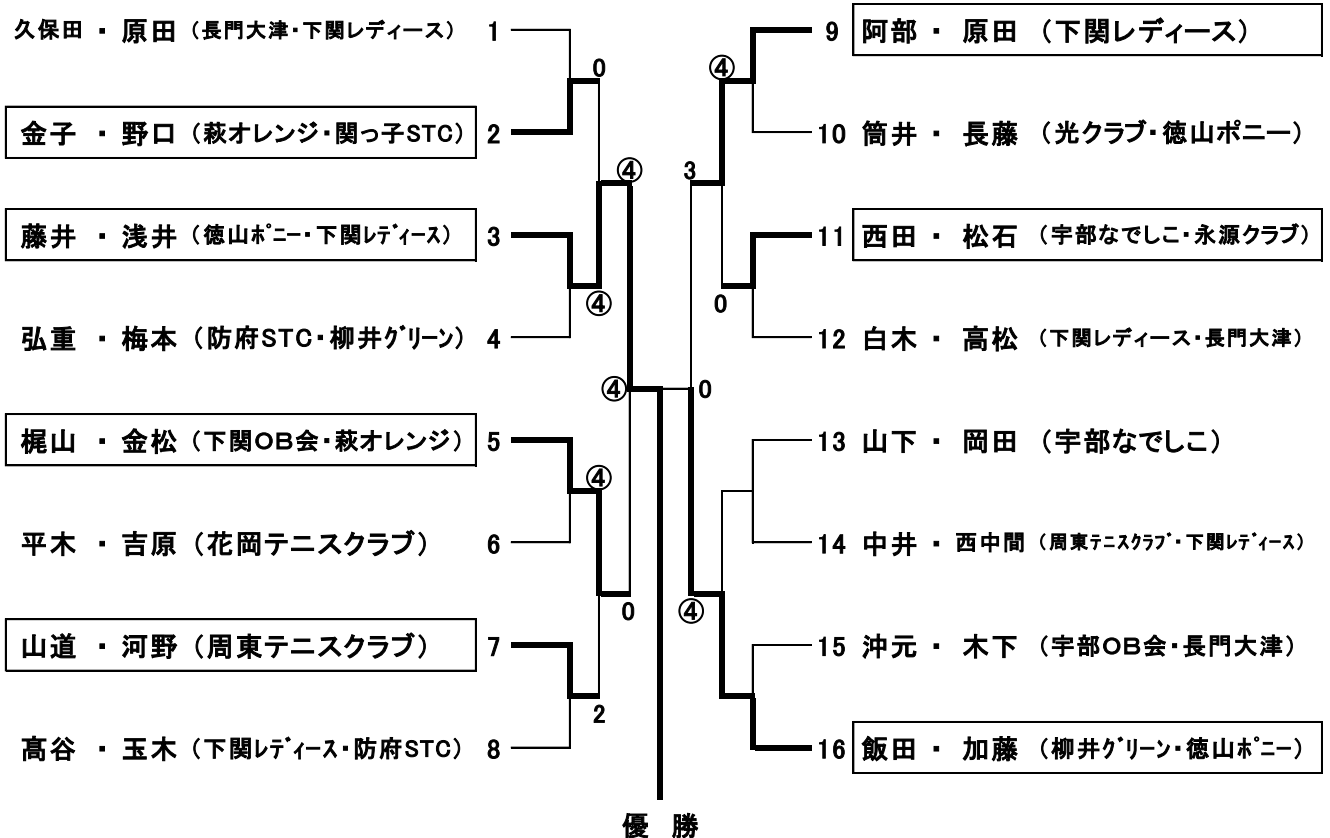 久保田 ・ 原田 （長門大津・下関レディース） 1
0
金子 ・ 野口 （萩オレンジ・関っ子STC） 2
④
藤井 ・ 浅井 （徳山ﾎﾟﾆｰ・下関ﾚﾃﾞｨｰｽ） 3
④
弘重 ・ 梅本 （防府STC・柳井ｸﾞﾘｰﾝ） 4
④
梶山 ・ 金松 （下関OB会・萩オレンジ） 5
④
平木 ・ 吉原 （花岡テニスクラブ） 6
0
山道 ・ 河野 （周東テニスクラブ） 7
2
髙谷 ・ 玉木 （下関ﾚﾃﾞｨｰｽ・防府STC） 8
9 阿部 ・ 原田 （下関レディース）
④
10 筒井 ・ 長藤 （光クラブ・徳山ポニー）
3
11 西田 ・ 松石 （宇部なでしこ・永源クラブ）
0
12 白木 ・ 高松 （下関レディース・長門大津）
0
13 山下 ・ 岡田 （宇部なでしこ）
14 中井 ・ 西中間 （周東ﾃﾆｽｸﾗﾌﾞ・下関ﾚﾃﾞｨｰｽ）
④
15 沖元 ・ 木下 （宇部OB会・長門大津）
16 飯田 ・ 加藤 （柳井ｸﾞﾘｰﾝ・徳山ﾎﾟﾆｰ）
優 勝